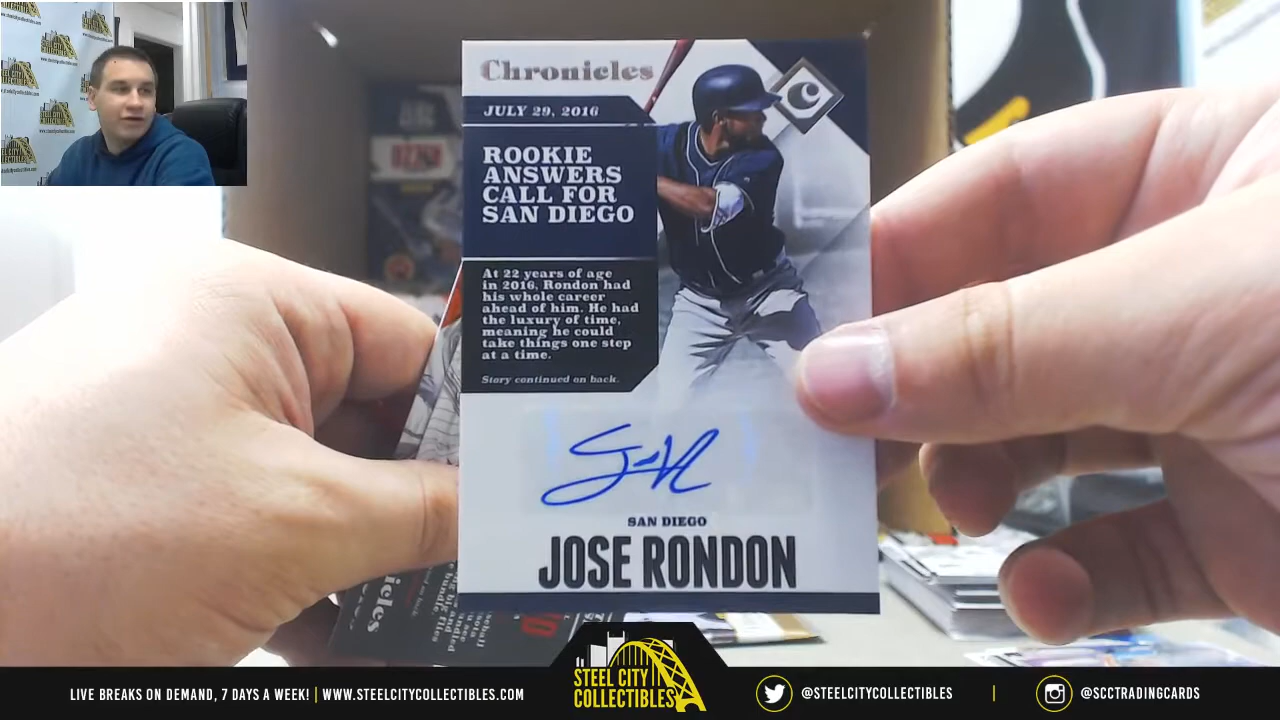 Chronicles
JULY 29, 2016
ROOKIE
ANSWERS
CALL FOR
SAN DIEGO
At 22 years of age
in 2016, Rondon had
his whole career
ahead of him. He had
the luxury of time,
meaning he could
take things one step
at a time.
Story continued on back.
SAN DIEGO
JOSE RONDON
LIVE BREAKS ON DEMAND, 7 DAYS A WEEK! | WWW.STEELCITYCOLLECTIBLES.COM
STEEL CITY
COLLECTIBLES
@STEELCITYCOLLECTIBLES
|
@SCCTRADINGCARDS